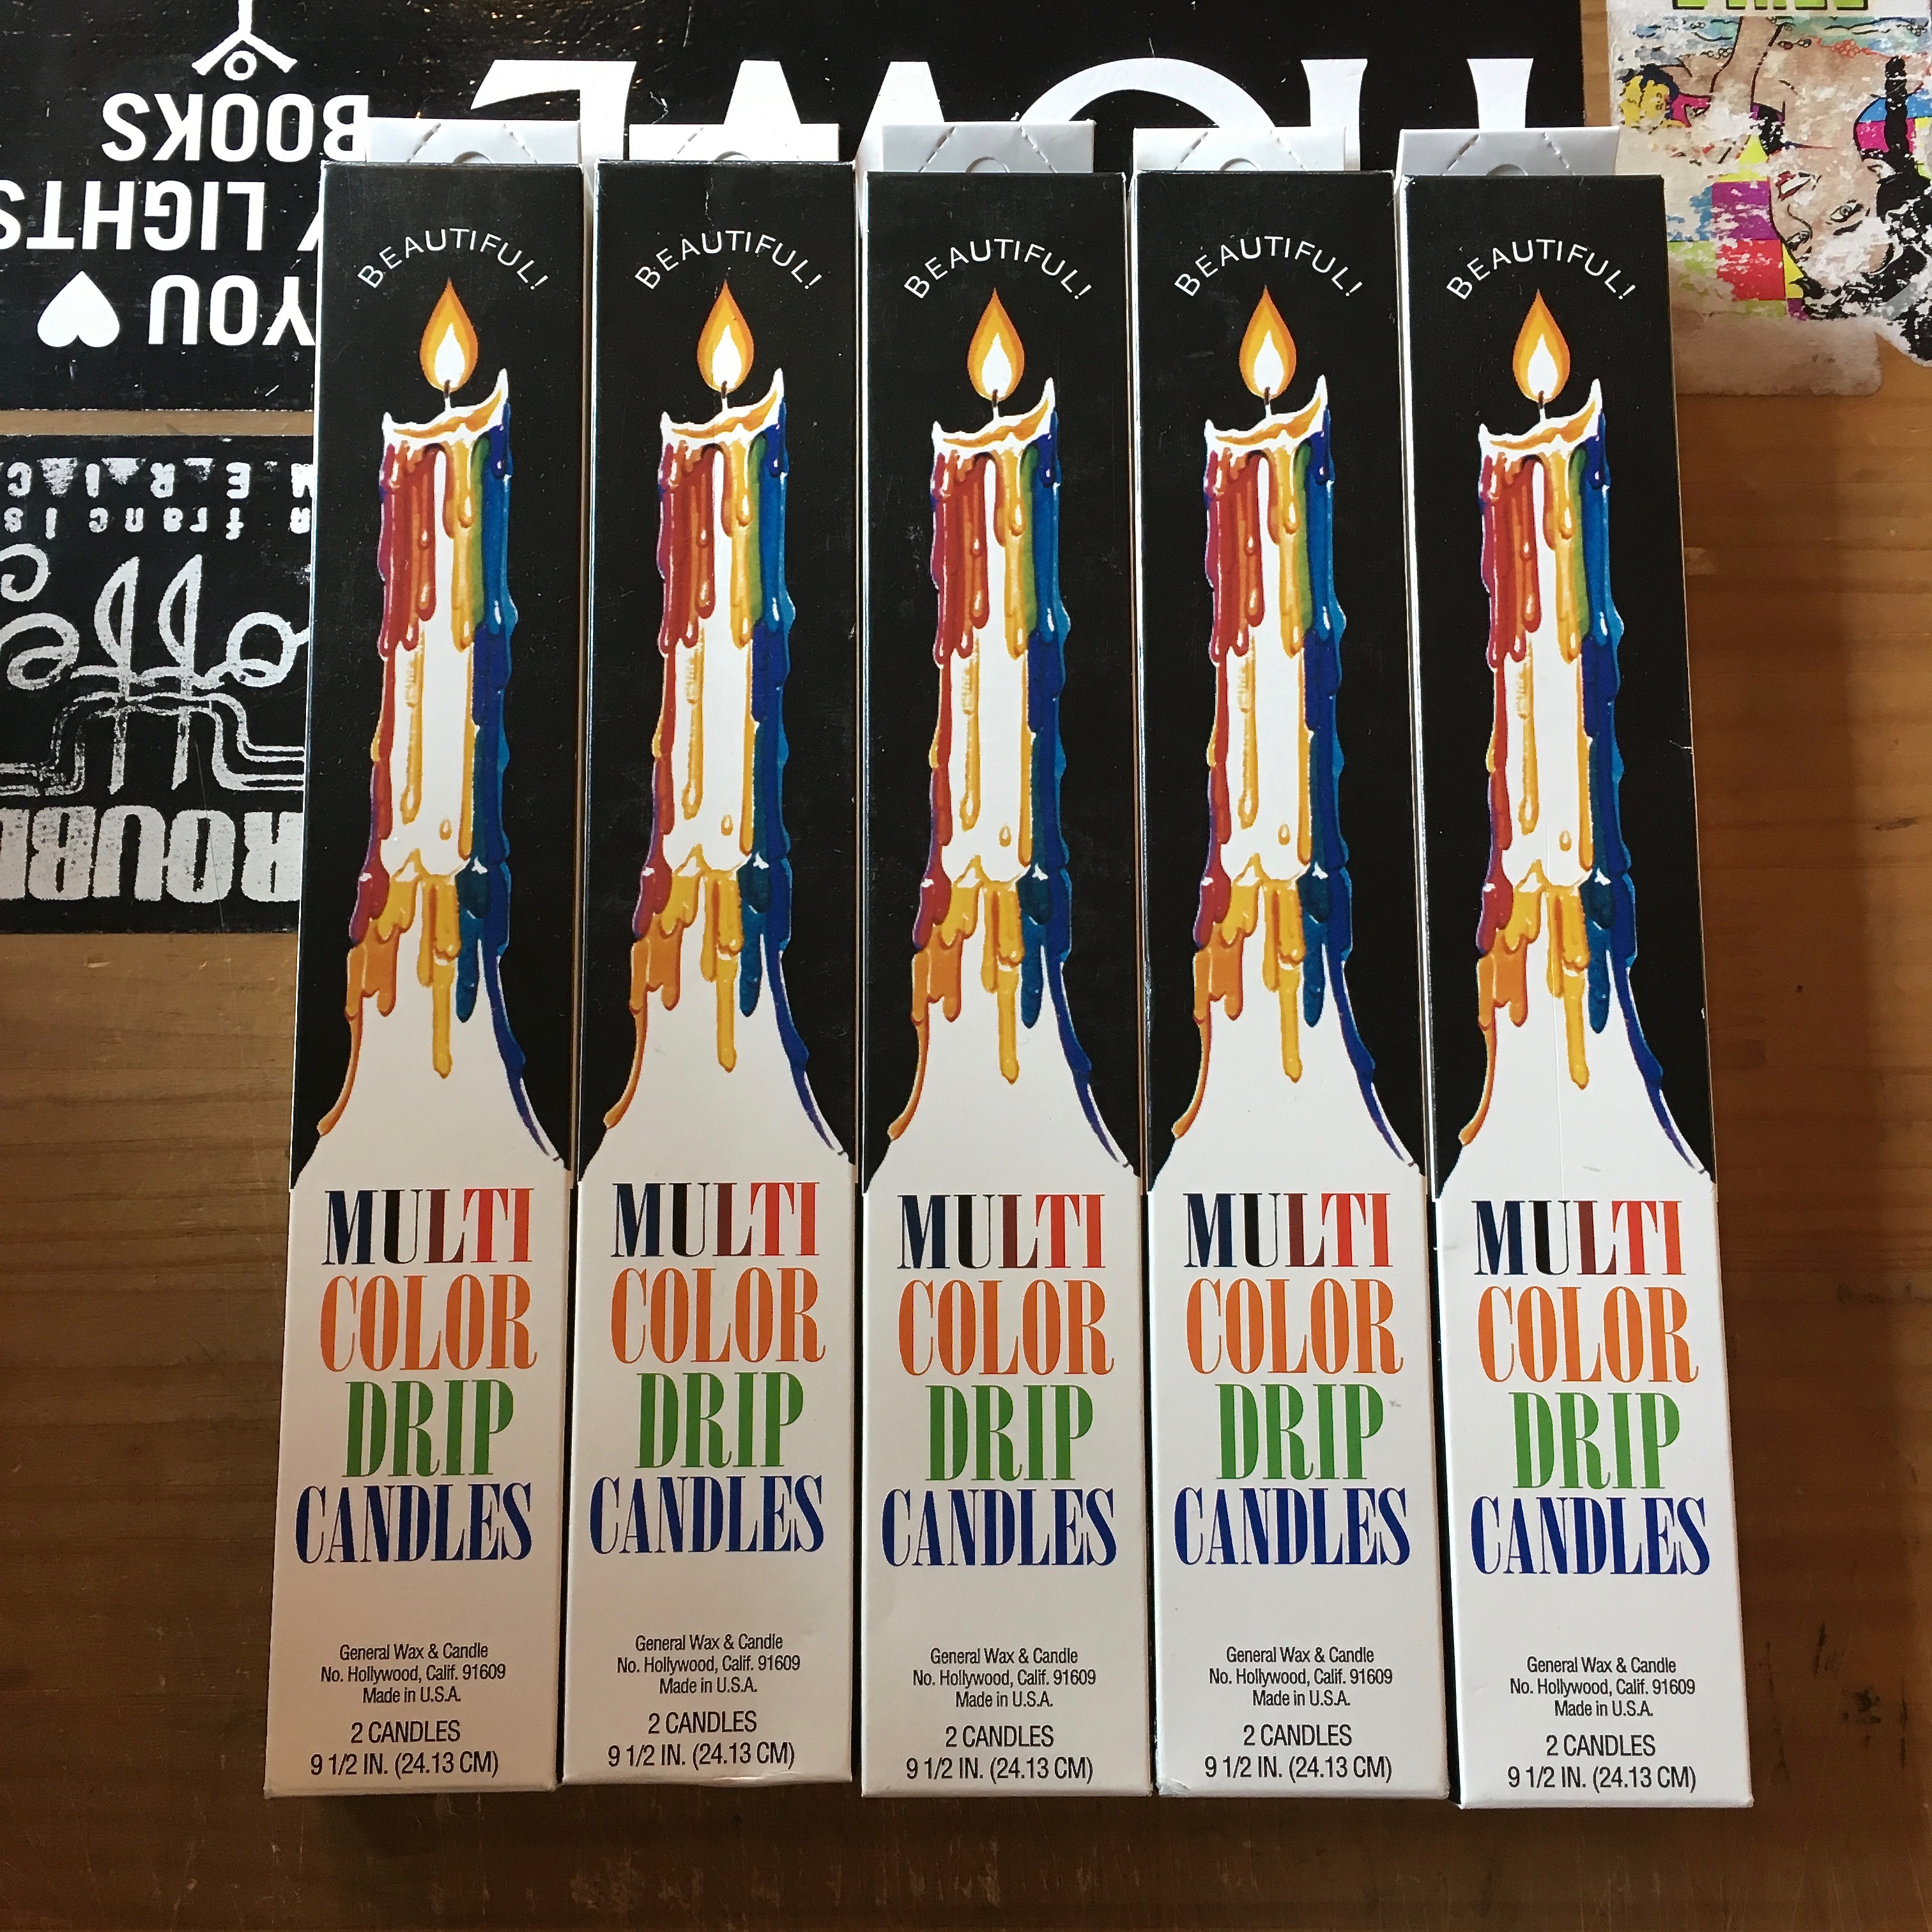 HOWE
BOOKS
Y LIGHTS
YOU ♥
BEAUTIFUL!
MULTI
COLOR
DRIP
CANDLES
General Wax & Candle
No. Hollywood, Calif. 91609
Made in U.S.A.
2 CANDLES
9 1/2 IN. (24.13 CM)
BEAUTIFUL!
MULTI
COLOR
DRIP
CANDLES
General Wax & Candle
No. Hollywood, Calif. 91609
Made in U.S.A.
2 CANDLES
9 1/2 IN. (24.13 CM)
BEAUTIFUL!
MULTI
COLOR
DRIP
CANDLES
General Wax & Candle
No. Hollywood, Calif. 91609
Made in U.S.A.
2 CANDLES
9 1/2 IN. (24.13 CM)
BEAUTIFUL!
MULTI
COLOR
DRIP
CANDLES
General Wax & Candle
No. Hollywood, Calif. 91609
Made in U.S.A.
2 CANDLES
9 1/2 IN. (24.13 CM)
BEAUTIFUL!
MULTI
COLOR
DRIP
CANDLES
General Wax & Candle
No. Hollywood, Calif. 91609
Made in U.S.A.
2 CANDLES
9 1/2 IN. (24.13 CM)